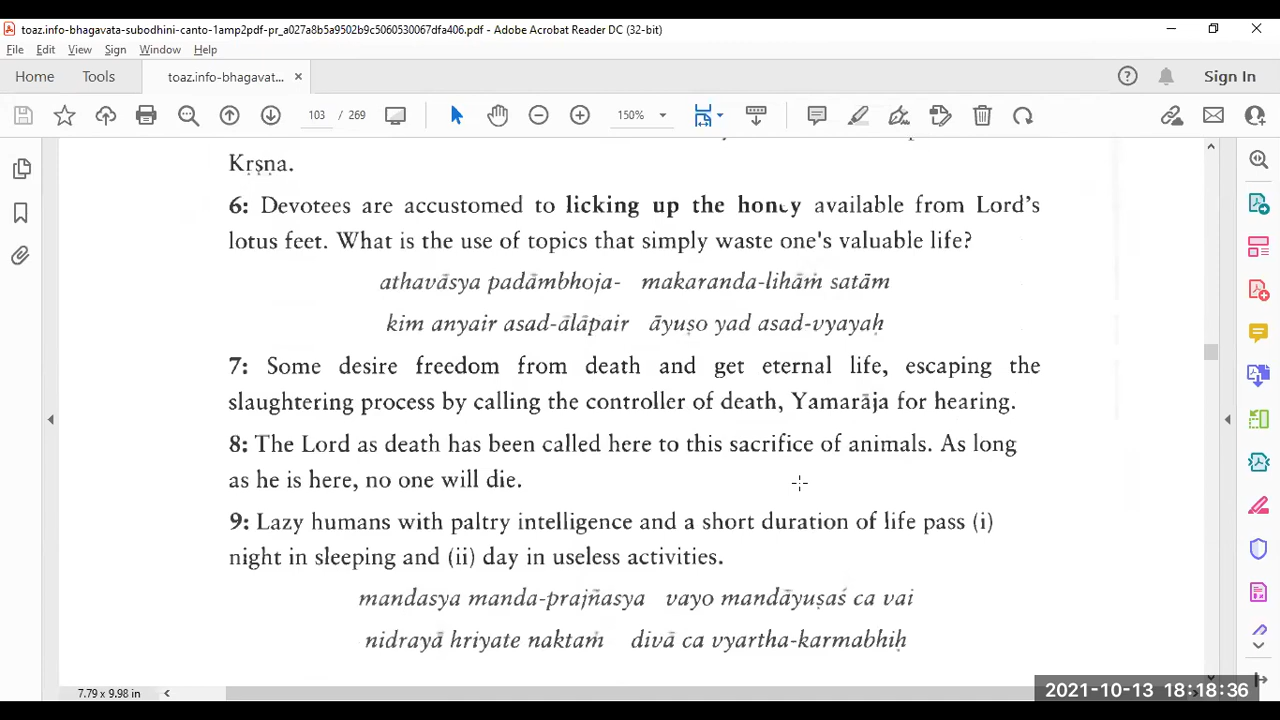 toaz.info-bhagavata-subodhini-canto-1amp2pdf-pr_a027a8b5a9502b9c5060530067dfa406.pdf - Adobe Acrobat Reader DC (32-bit)
File Edit View Sign Window Help
Home Tools toaz.info-bhagavat... × Sign In
103 / 269 150%
Kṛṣṇa.
6: Devotees are accustomed to licking up the honey available from Lord's
lotus feet. What is the use of topics that simply waste one's valuable life?
athavāsya padāmbhoja- makaranda-lihāṁ satām
kim anyair asad-ālāpair āyuṣo yad asad-vyayaḥ
7: Some desire freedom from death and get eternal life, escaping the
slaughtering process by calling the controller of death, Yamarāja for hearing.
8: The Lord as death has been called here to this sacrifice of animals. As long
as he is here, no one will die.
9: Lazy humans with paltry intelligence and a short duration of life pass (i)
night in sleeping and (ii) day in useless activities.
mandasya manda-prajñasya vayo mandāyuṣaś ca vai
nidrayā hriyate naktaṁ divā ca vyartha-karmabhiḥ
7.79 x 9.98 in
2021-10-13 18:18:36